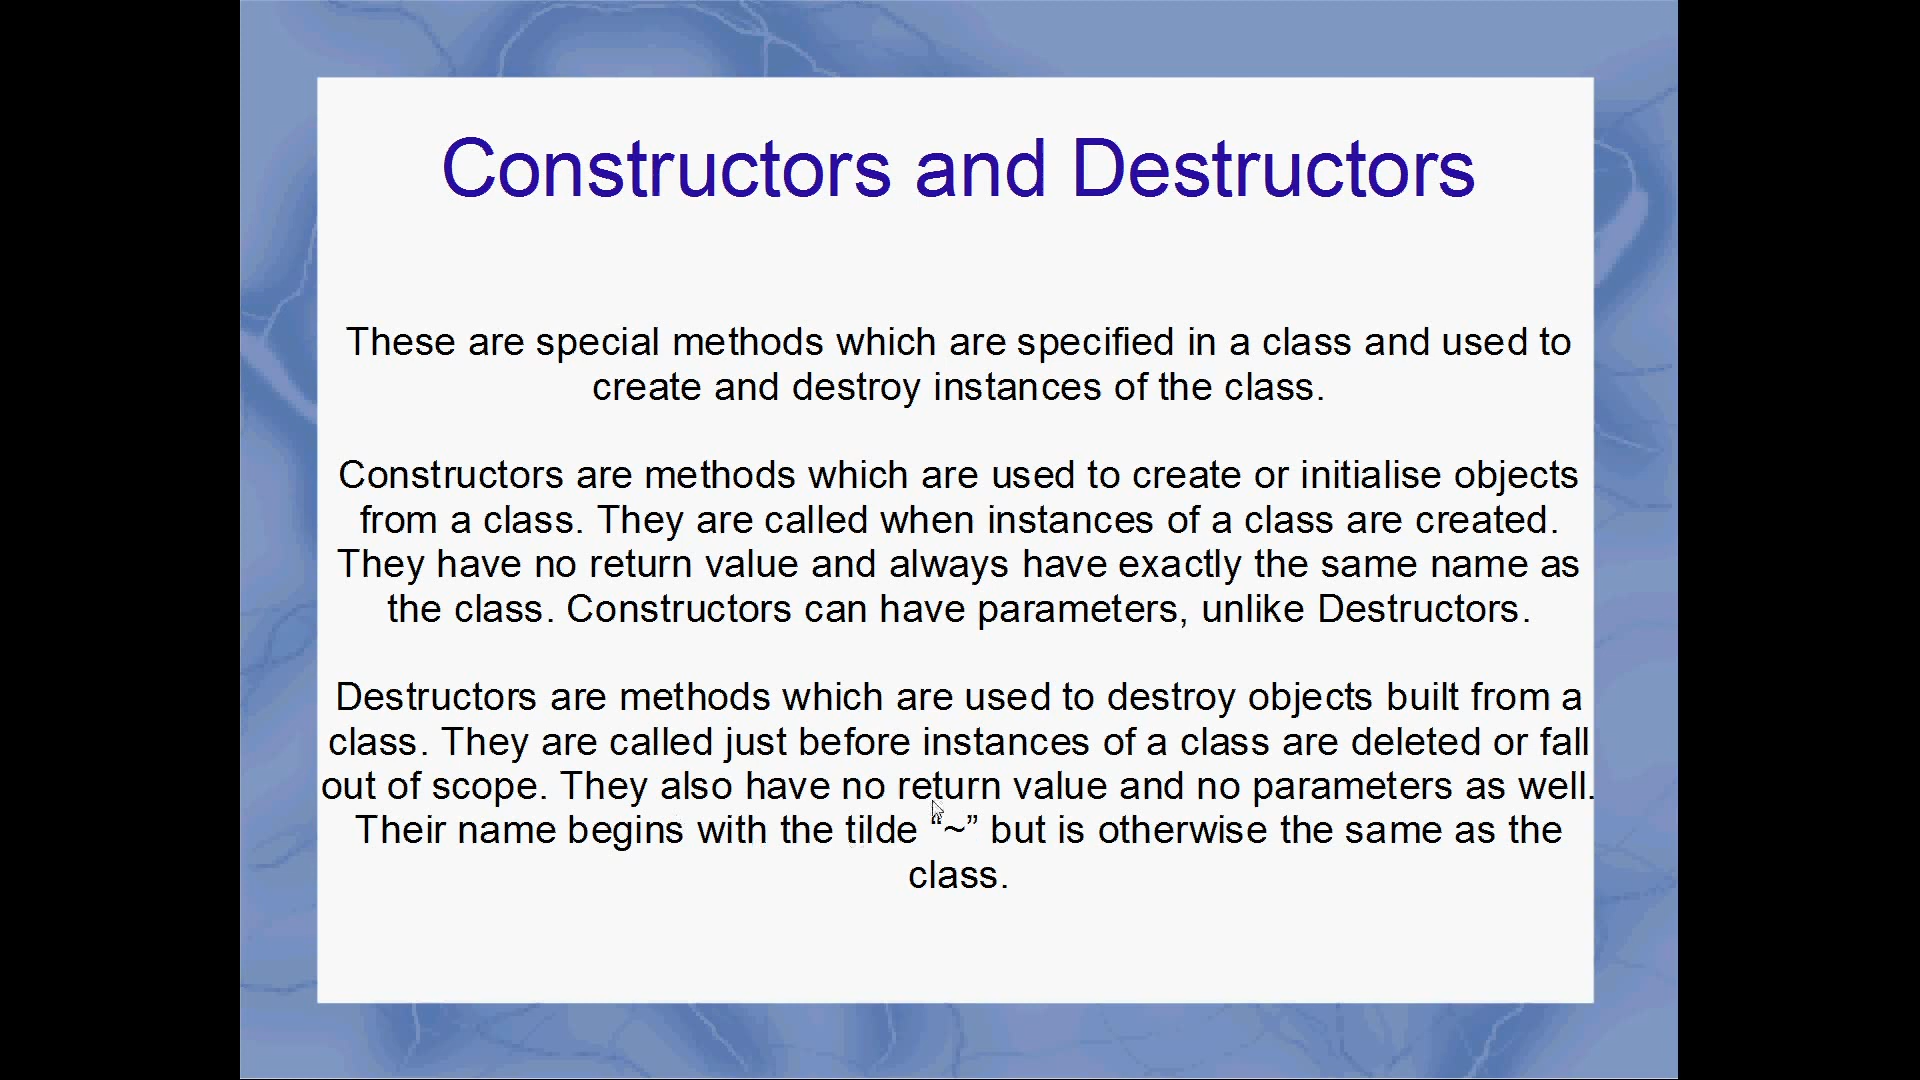 Constructors and Destructors
These are special methods which are specified in a class and used to
create and destroy instances of the class.
Constructors are methods which are used to create or initialise objects
from a class. They are called when instances of a class are created.
They have no return value and always have exactly the same name as
the class. Constructors can have parameters, unlike Destructors.
Destructors are methods which are used to destroy objects built from a
class. They are called just before instances of a class are deleted or fall
out of scope. They also have no return value and no parameters as well.
Their name begins with the tilde “~” but is otherwise the same as the
class.